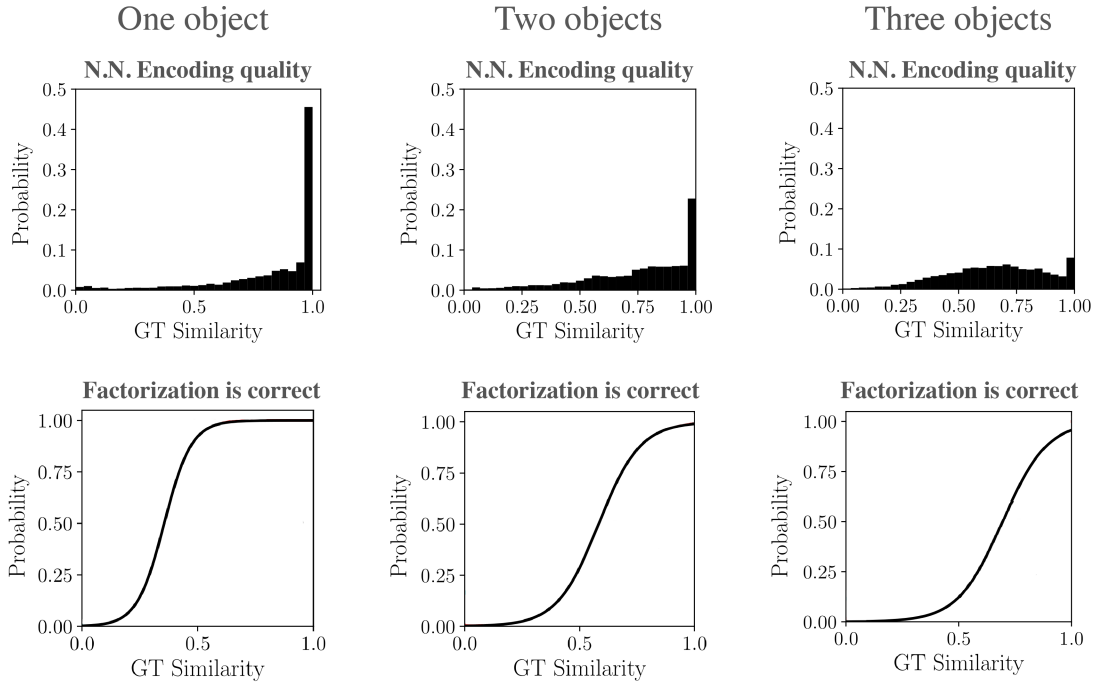 One object
Two objects
Three objects
N.N. Encoding quality
N.N. Encoding quality
N.N. Encoding quality
0.5
0.4
0.3
0.2
0.1
0.0
Probability
0.0 0.5 1.0
GT Similarity
0.5
0.4
0.3
0.2
0.1
0.0
Probability
0.00 0.25 0.50 0.75 1.00
GT Similarity
0.5
0.4
0.3
0.2
0.1
0.0
Probability
0.00 0.25 0.50 0.75 1.00
GT Similarity
Factorization is correct
Factorization is correct
Factorization is correct
1.00
0.75
0.50
0.25
0.00
Probability
0.0 0.5 1.0
GT Similarity
1.00
0.75
0.50
0.25
0.00
Probability
0.0 0.5 1.0
GT Similarity
1.00
0.75
0.50
0.25
0.00
Probability
0.0 0.5 1.0
GT Similarity